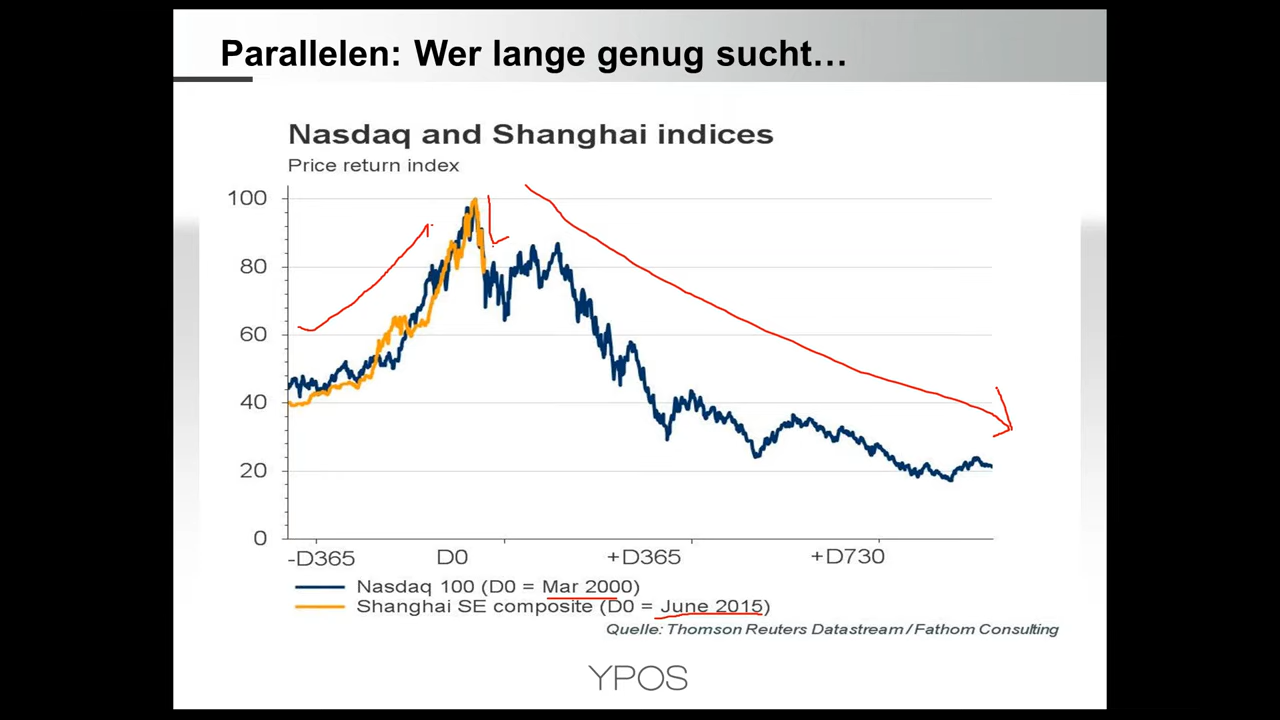 Parallelen: Wer lange genug sucht…
Nasdaq and Shanghai indices
Price return index
100
80
60
40
20
0
-D365 D0 +D365 +D730
Nasdaq 100 (D0 = Mar 2000)
Shanghai SE composite (D0 = June 2015)
Quelle: Thomson Reuters Datastream / Fathom Consulting
YPOS